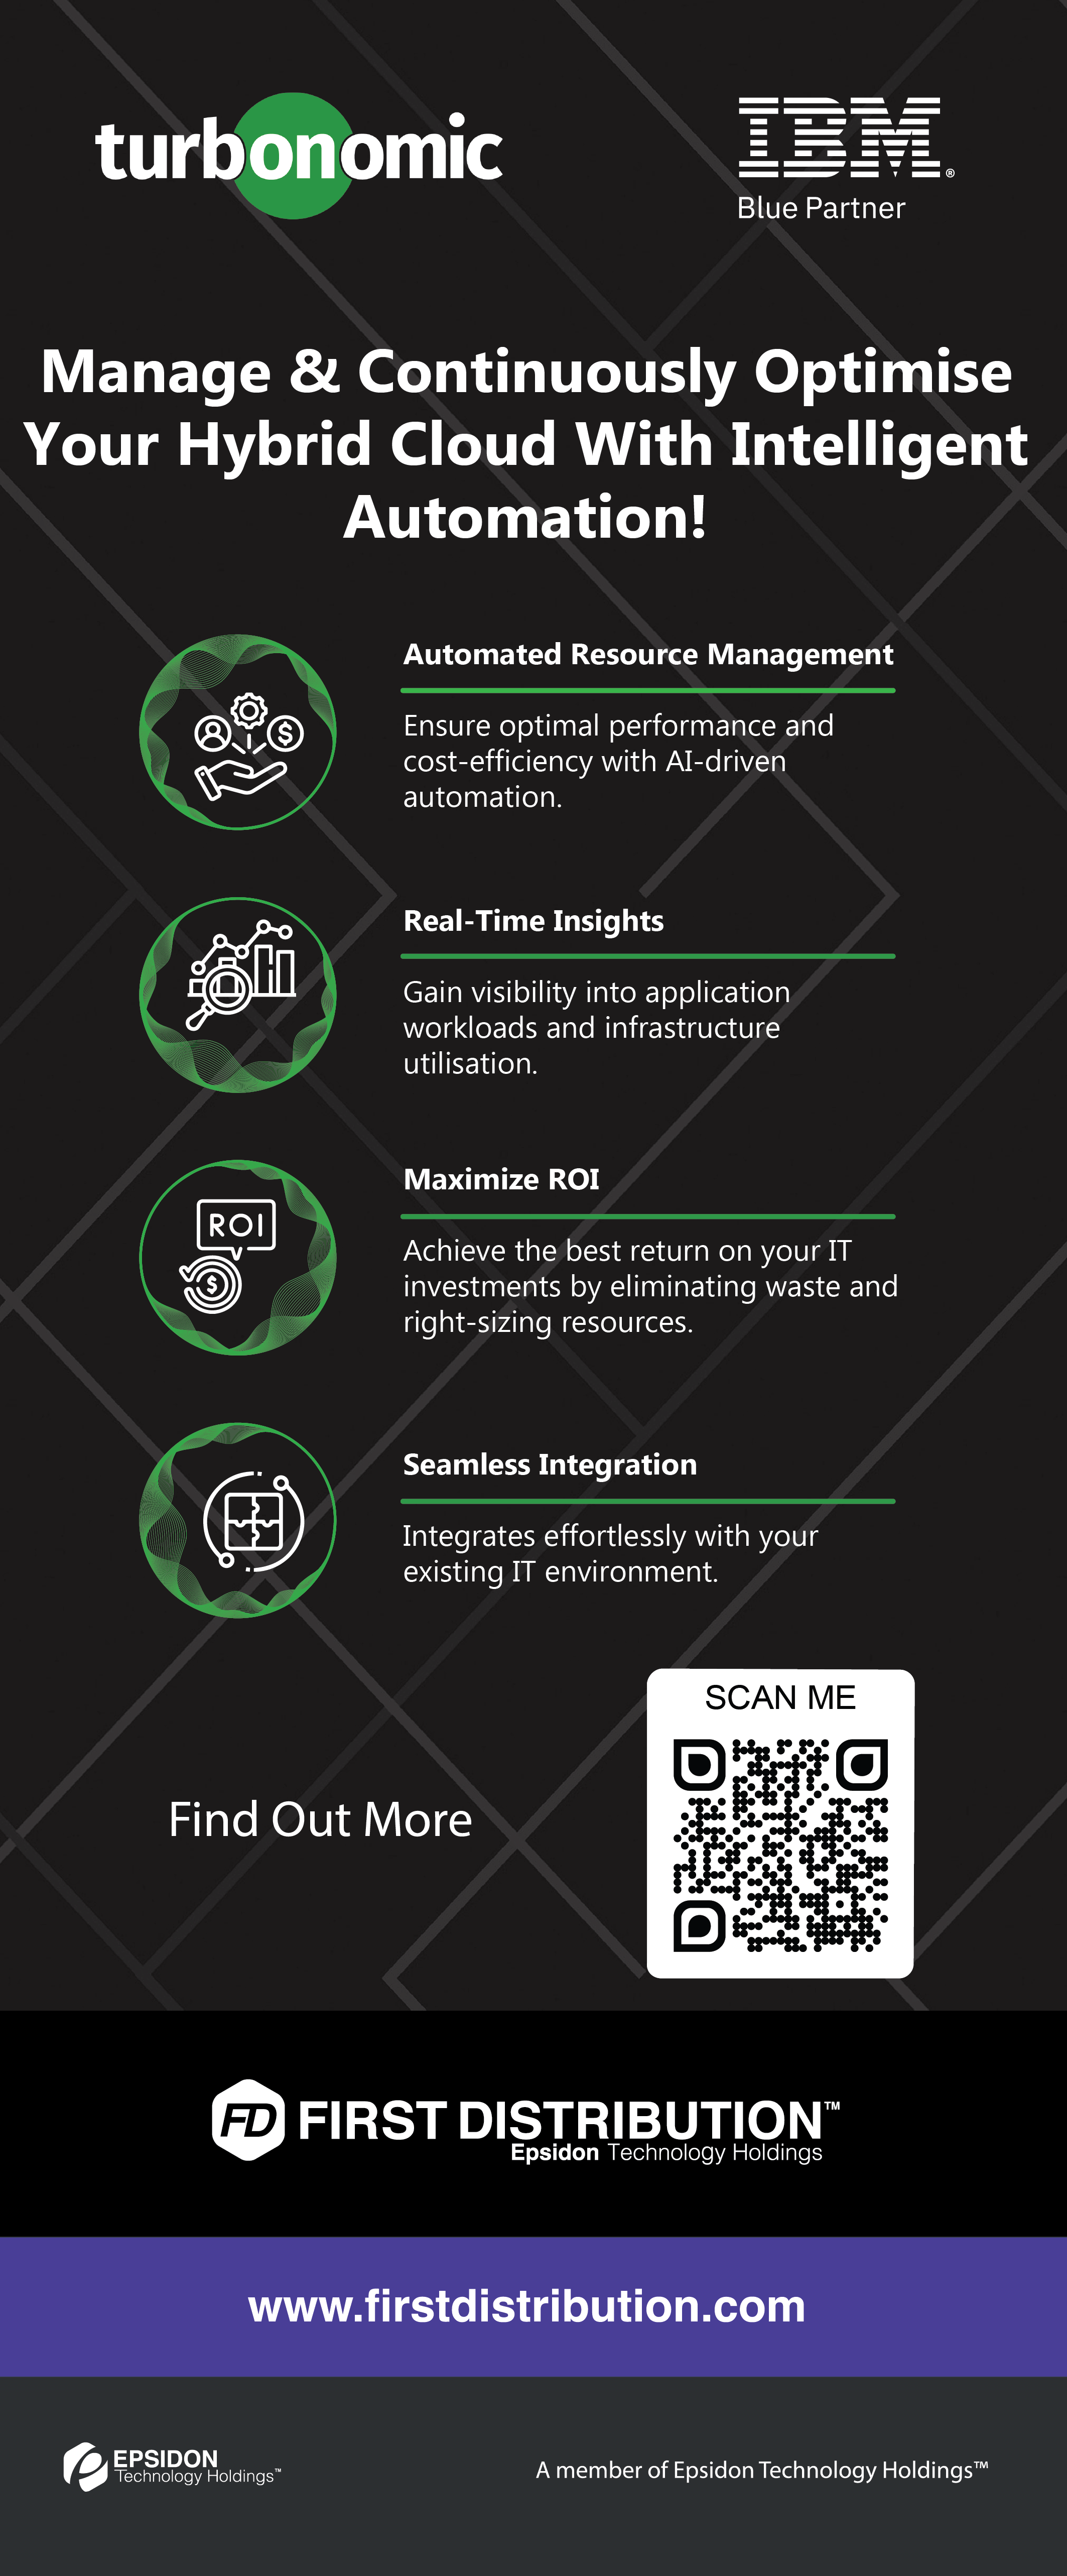 turbonomic
IBM®
Blue Partner
Manage & Continuously Optimise
Your Hybrid Cloud With Intelligent
Automation!
Automated Resource Management
Ensure optimal performance and
cost-efficiency with AI-driven
automation.
$
Real-Time Insights
Gain visibility into application
workloads and infrastructure
utilisation.
Maximize ROI
ROI
$
Achieve the best return on your IT
investments by eliminating waste and
right-sizing resources.
Seamless Integration
Integrates effortlessly with your
existing IT environment.
SCAN ME
Find Out More
FD FIRST DISTRIBUTION™
Epsidon Technology Holdings
www.firstdistribution.com
EPSIDON
Technology Holdings™
A member of Epsidon Technology Holdings™